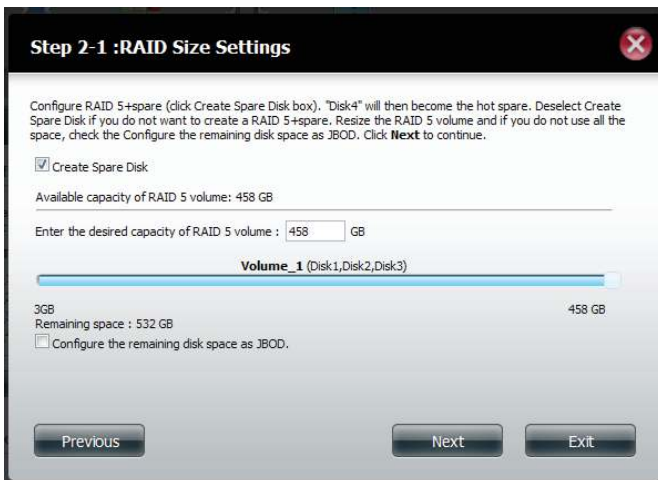 Step 2-1 :RAID Size Settings
Configure RAID 5+spare (click Create Spare Disk box). "Disk4" will then become the hot spare. Deselect Create
Spare Disk if you do not want to create a RAID 5+spare. Resize the RAID 5 volume and if you do not use all the
space, check the Configure the remaining disk space as JBOD. Click Next to continue.
Create Spare Disk
Available capacity of RAID 5 volume: 458 GB
Enter the desired capacity of RAID 5 volume : 458 GB
Volume_1 (Disk1,Disk2,Disk3)
3GB 458 GB
Remaining space : 532 GB
Configure the remaining disk space as JBOD.
Previous Next Exit